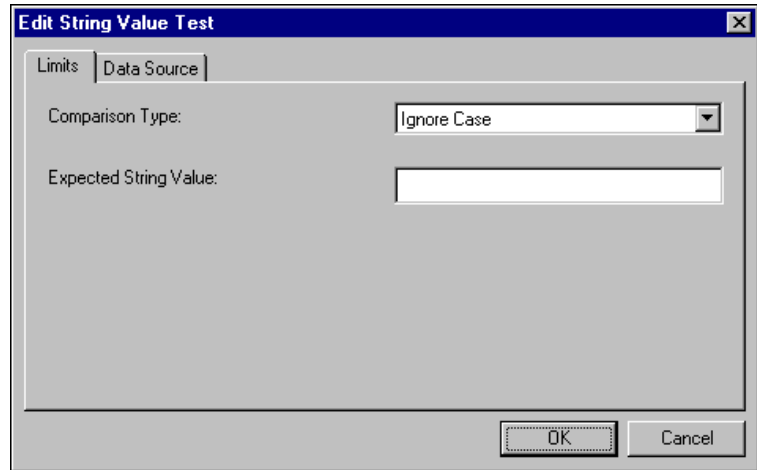 Edit String Value Test
Limits
Data Source
Comparison Type:
Ignore Case
Expected String Value:
OK
Cancel